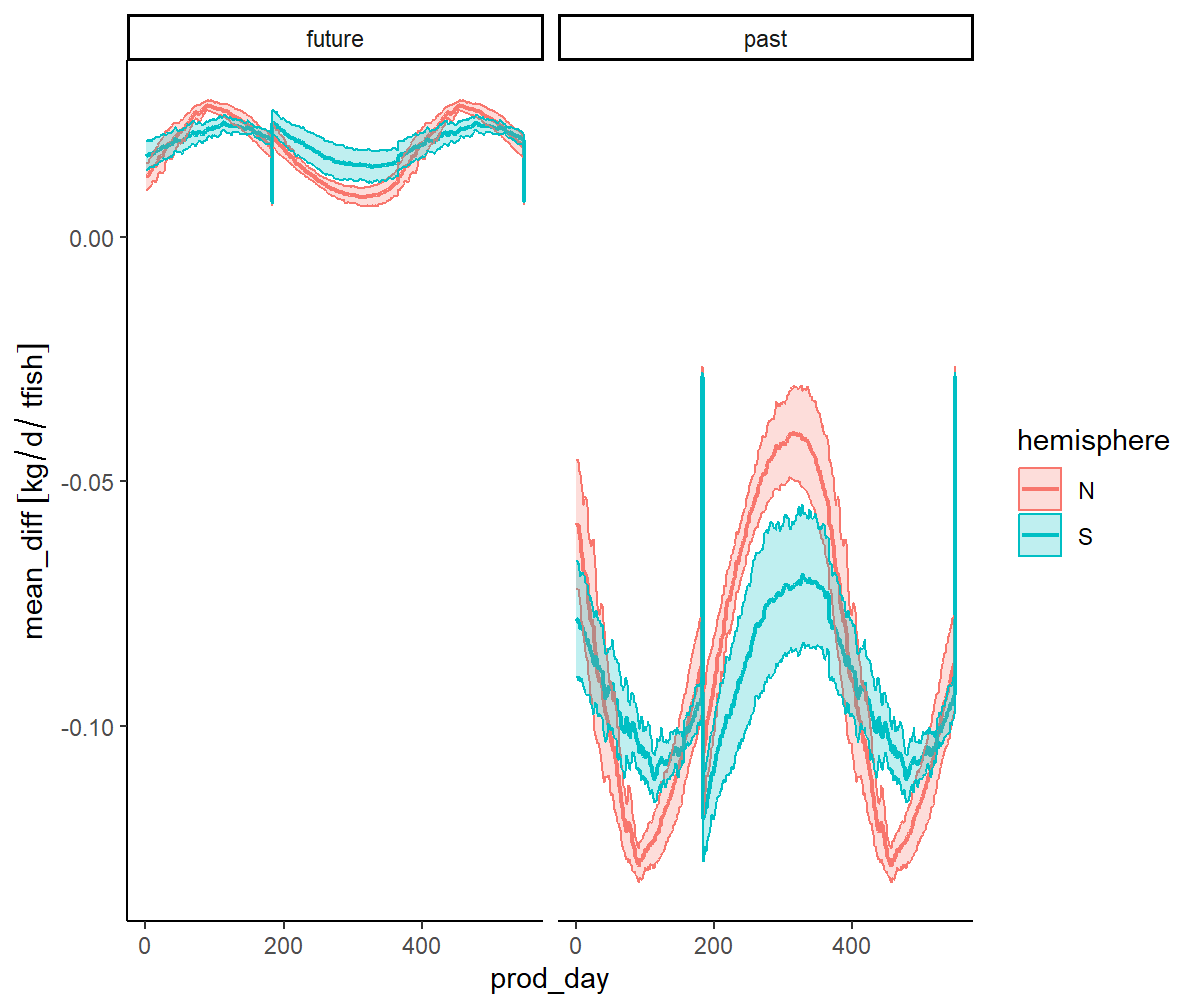 future past
0.00
-0.05
-0.10
mean_diff [kg/ d/ tfish]
0 200 400 0 200 400
prod_day
hemisphere
N
S